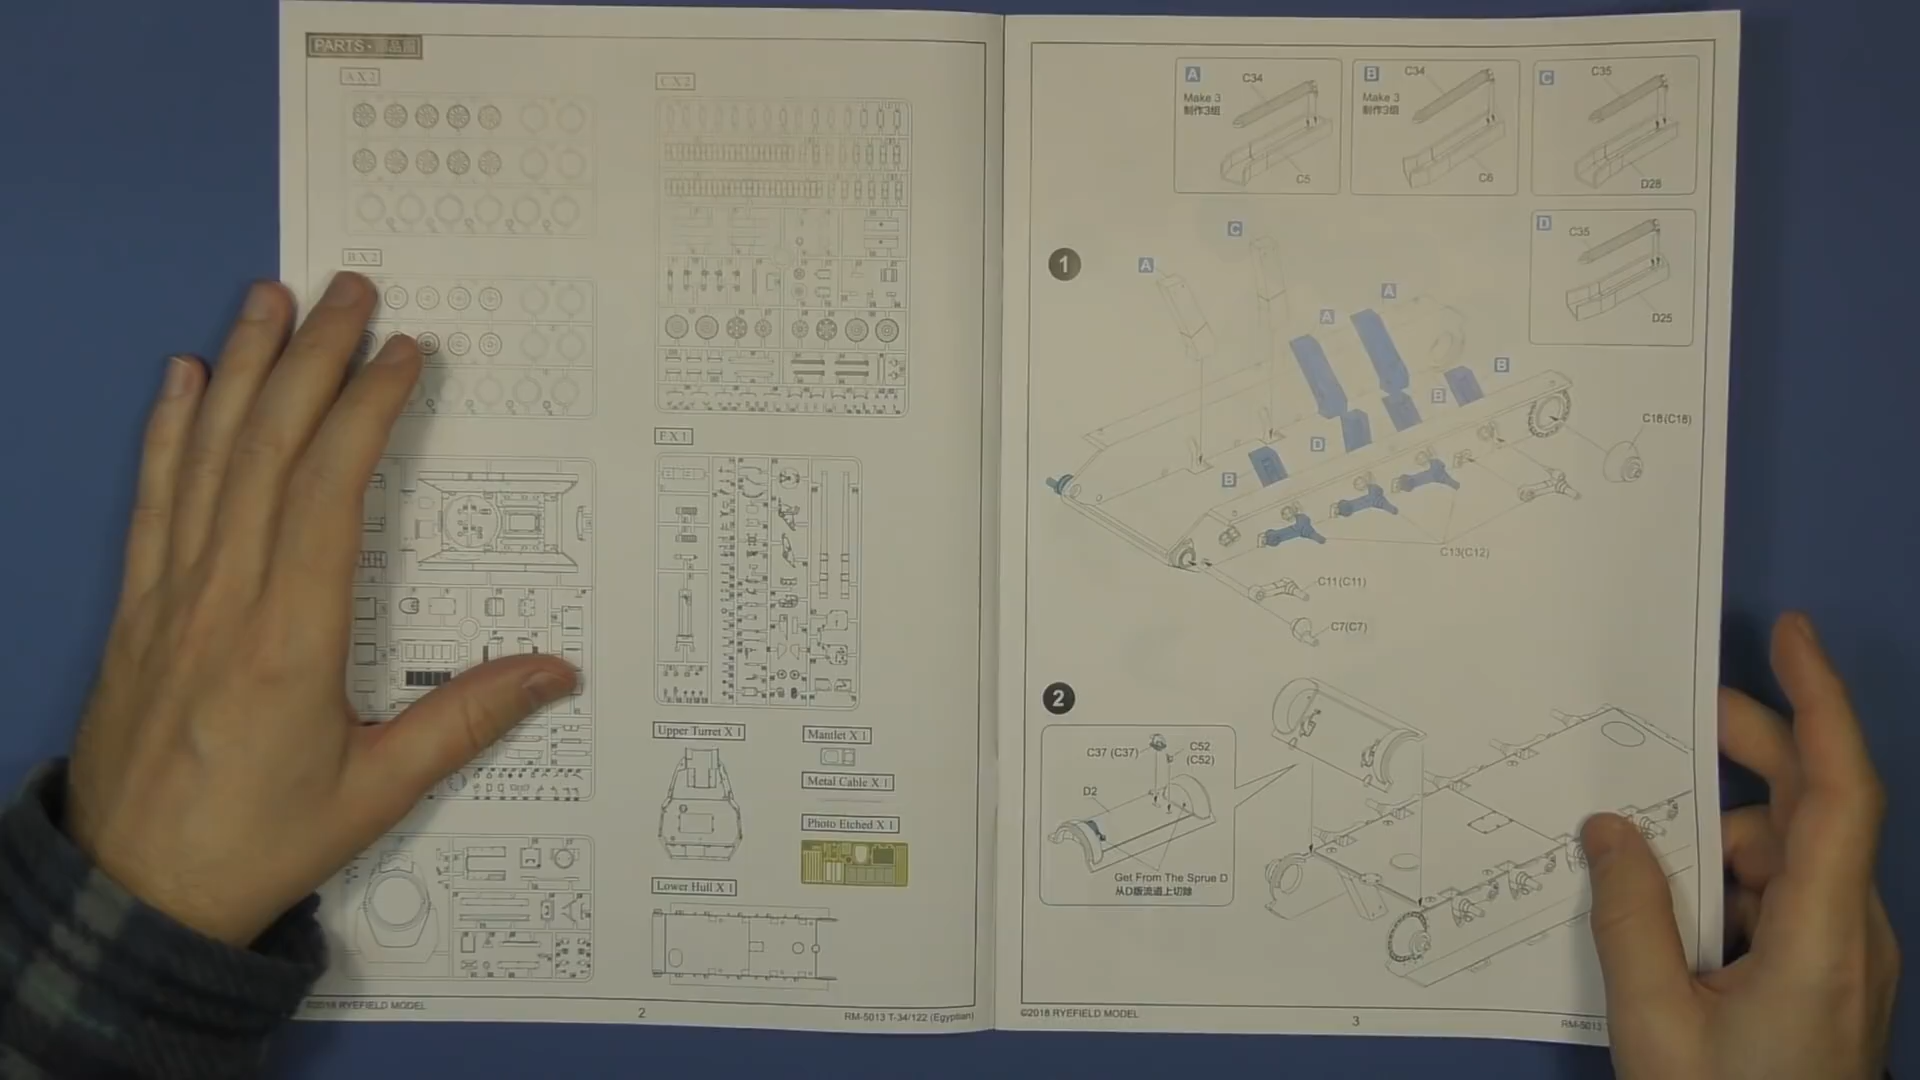 PARTS
A X 2
B X 2
C X 2
F X 1
Upper Turret X 1
Mantlet X 1
Metal Cable X 1
Photo Etched X 1
Lower Hull X 1
©2018 RYEFIELD MODEL
2
RM-5013 T-34/122 (Egyptian)
A
C34
Make 3
制作3组
C5
B
C34
Make 3
制作3组
C6
C
C35
D28
D
C35
D25
1
C
A
A
A
B
B
D
B
C18(C18)
C13(C12)
C11(C11)
C7(C7)
2
C37 (C37)
C52
(C52)
D2
Get From The Sprue D
从D板流道上切除
©2018 RYEFIELD MODEL
3
RM-5013